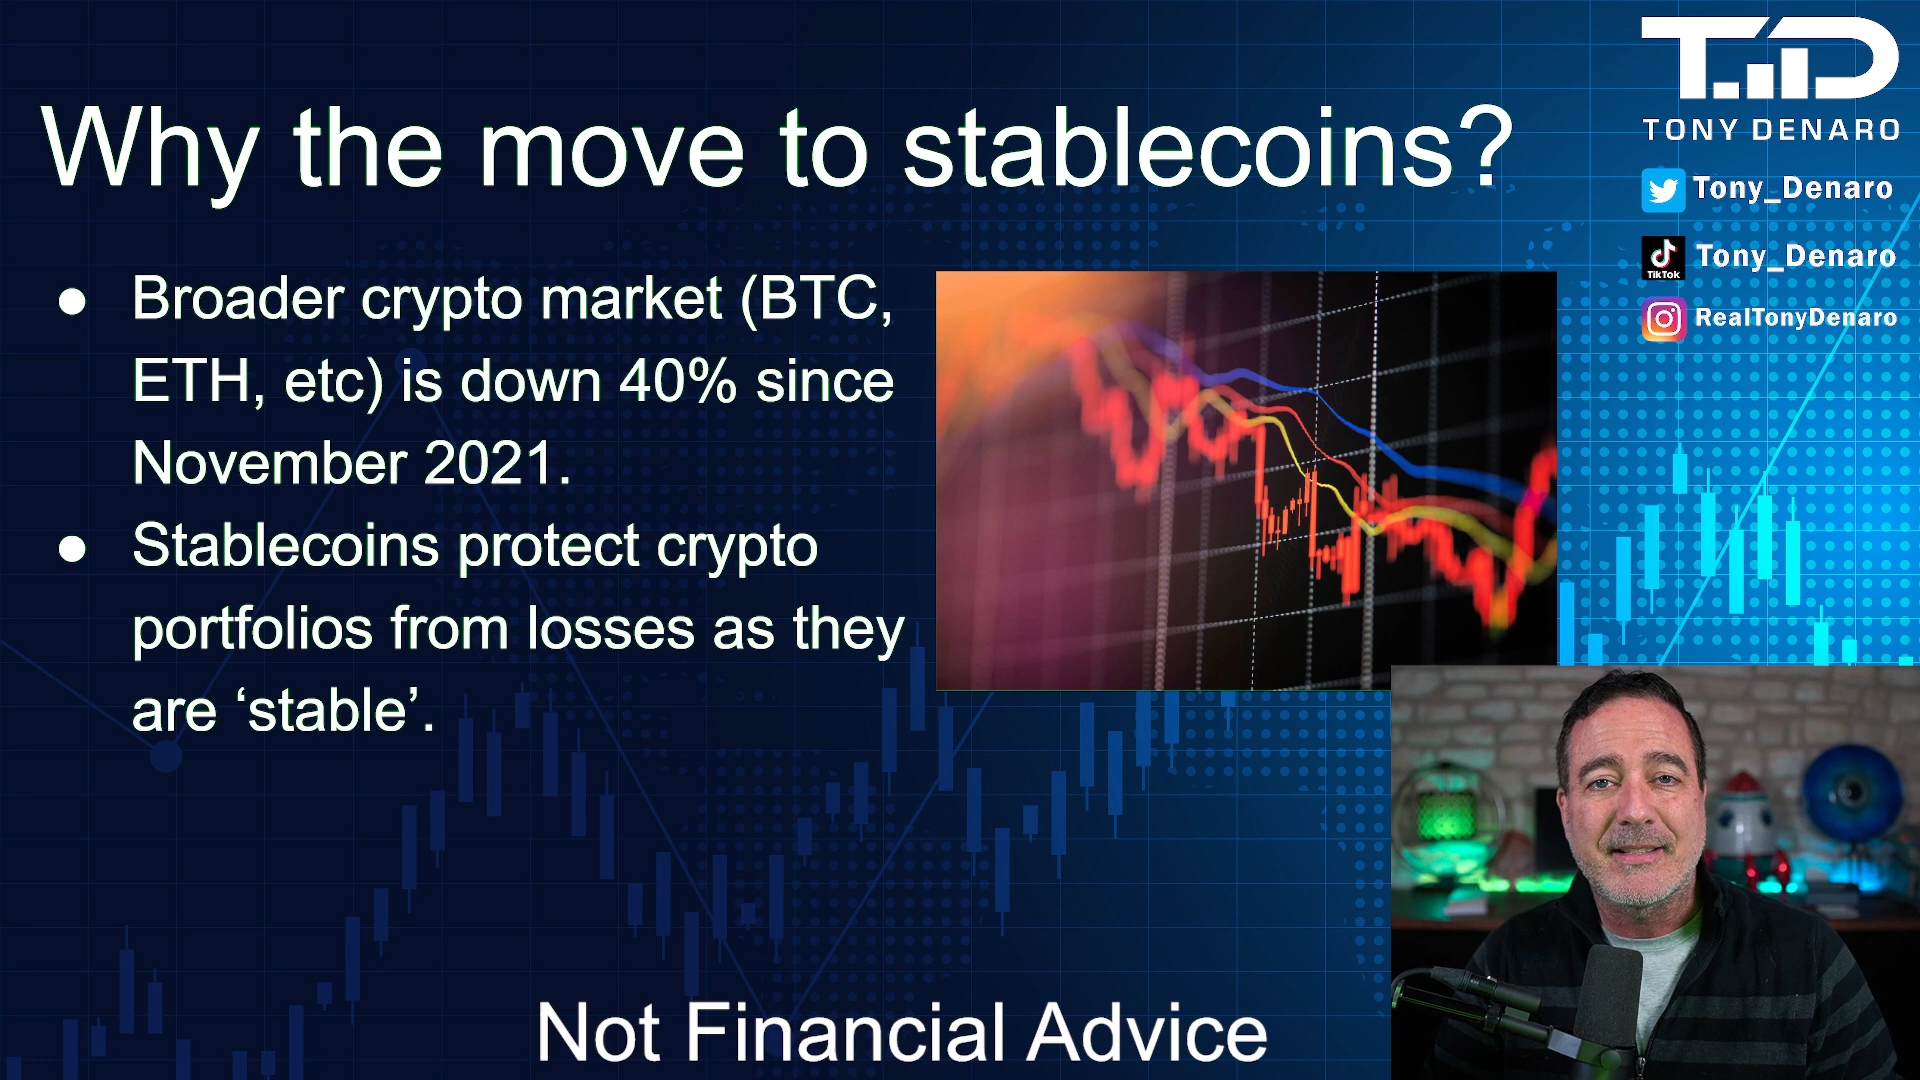 Why the move to stablecoins?
● Broader crypto market (BTC,
ETH, etc) is down 40% since
November 2021.
● Stablecoins protect crypto
portfolios from losses as they
are ‘stable’.
Not Financial Advice
TD
TONY DENARO
Tony_Denaro
TikTok
Tony_Denaro
RealTonyDenaro